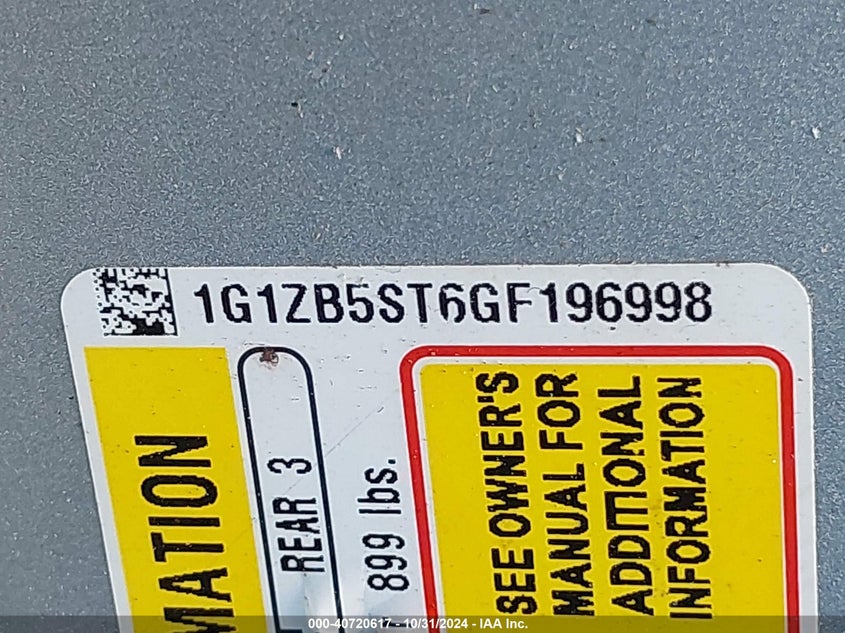 1G1ZB5ST6GF196998
MATION
REAR 3
899 lbs.
SEE OWNER'S
MANUAL FOR
ADDITIONAL
INFORMATION
000-40720617 - 10/31/2024 - IAA Inc.